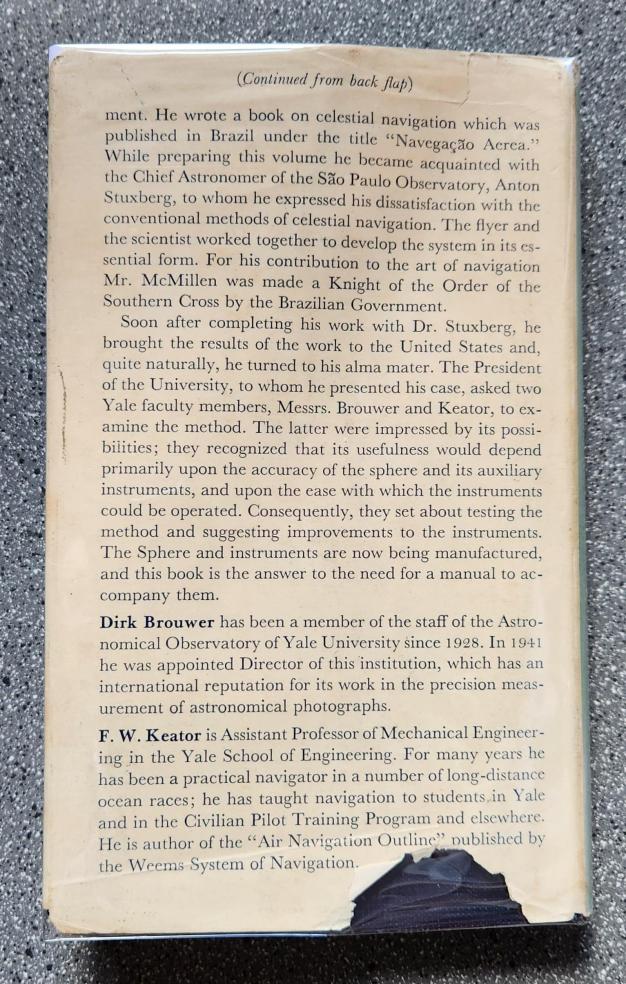 (Continued from back flap)
ment. He wrote a book on celestial navigation which was
published in Brazil under the title “Navegação Aerea.”
While preparing this volume he became acquainted with
the Chief Astronomer of the São Paulo Observatory, Anton
Stuxberg, to whom he expressed his dissatisfaction with the
conventional methods of celestial navigation. The flyer and
the scientist worked together to develop the system in its es-
sential form. For his contribution to the art of navigation
Mr. McMillen was made a Knight of the Order of the
Southern Cross by the Brazilian Government.
Soon after completing his work with Dr. Stuxberg, he
brought the results of the work to the United States and,
quite naturally, he turned to his alma mater. The President
of the University, to whom he presented his case, asked two
Yale faculty members, Messrs. Brouwer and Keator, to ex-
amine the method. The latter were impressed by its possi-
bilities; they recognized that its usefulness would depend
primarily upon the accuracy of the sphere and its auxiliary
instruments, and upon the ease with which the instruments
could be operated. Consequently, they set about testing the
method and suggesting improvements to the instruments.
The Sphere and instruments are now being manufactured,
and this book is the answer to the need for a manual to ac-
company them.
Dirk Brouwer has been a member of the staff of the Astro-
nomical Observatory of Yale University since 1928. In 1941
he was appointed Director of this institution, which has an
international reputation for its work in the precision meas-
urement of astronomical photographs.
F. W. Keator is Assistant Professor of Mechanical Engineer-
ing in the Yale School of Engineering. For many years he
has been a practical navigator in a number of long-distance
ocean races; he has taught navigation to students in Yale
and in the Civilian Pilot Training Program and elsewhere.
He is author of the “Air Navigation Outline” published by
the Weems System of Navigation.